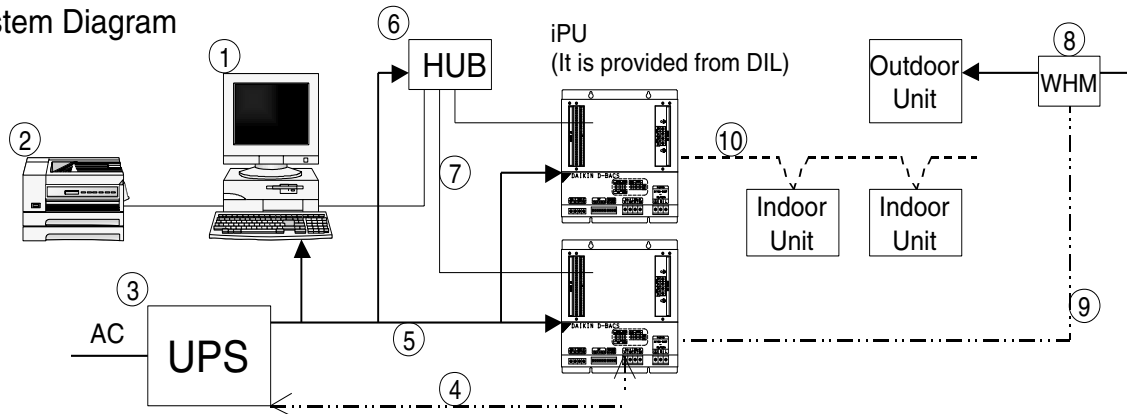 stem Diagram
6
iPU
(It is provided from DIL)
8
1
HUB
Outdoor
Unit
WHM
2
10
7
DAIKIN D-BACS
Indoor
Unit
Indoor
Unit
3
DAIKIN D-BACS
9
AC
UPS
5
4